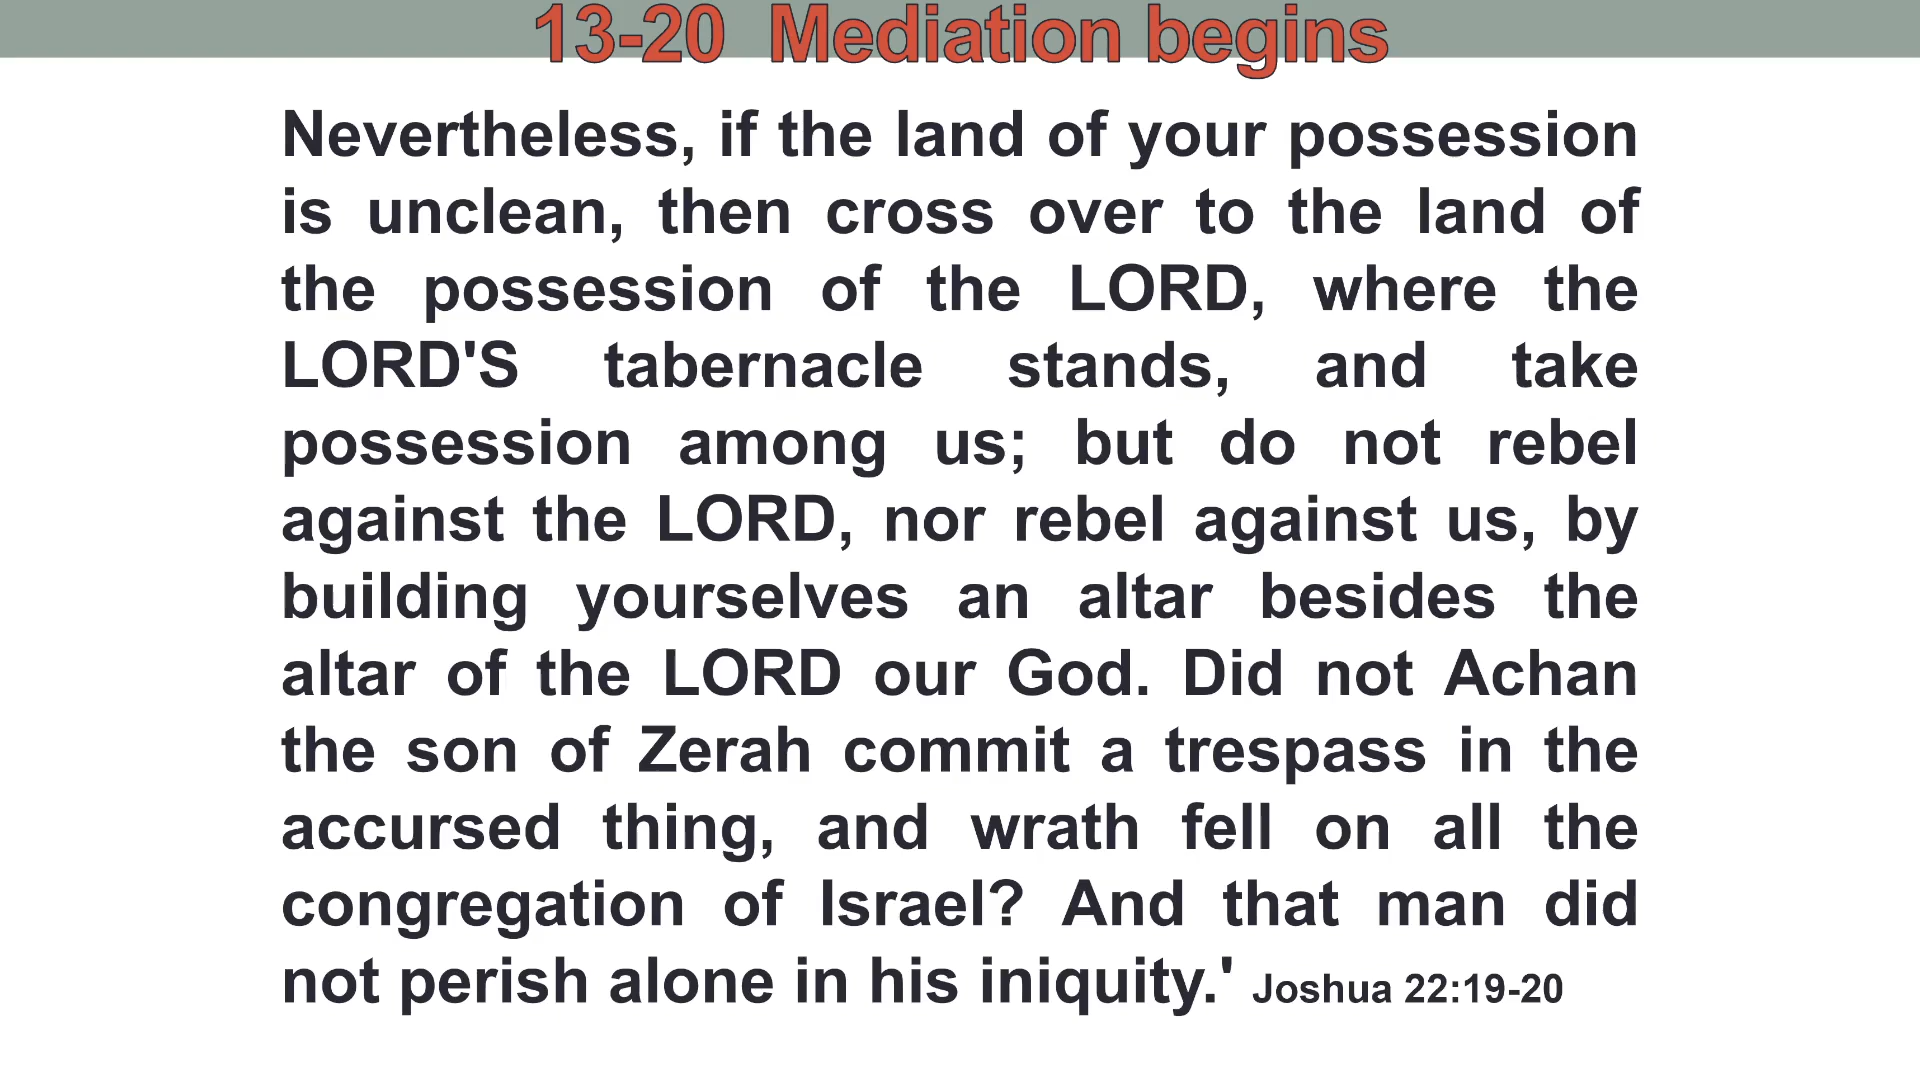 13-20 Mediation begins
Nevertheless, if the land of your possession
is unclean, then cross over to the land of
the possession of the LORD, where the
LORD'S tabernacle stands, and take
possession among us; but do not rebel
against the LORD, nor rebel against us, by
building yourselves an altar besides the
altar of the LORD our God. Did not Achan
the son of Zerah commit a trespass in the
accursed thing, and wrath fell on all the
congregation of Israel? And that man did
not perish alone in his iniquity.' Joshua 22:19-20